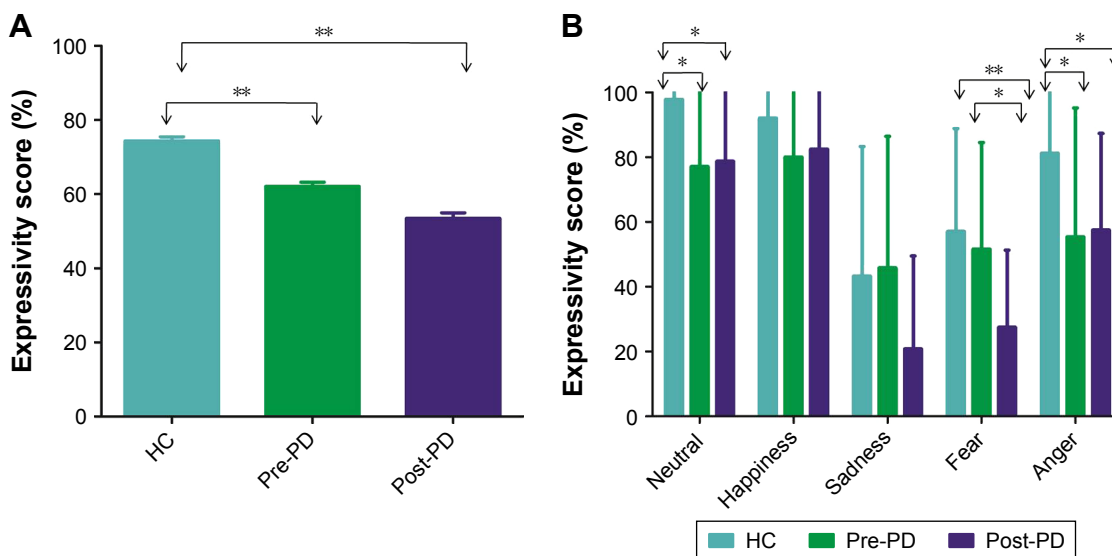 A
Expressivity score (%)
100
80
60
40
20
0
**
**
HC
Pre-PD
Post-PD
B
Expressivity score (%)
100
80
60
40
20
0
*
*
**
*
*
*
Neutral
Happiness
Sadness
Fear
Anger
HC Pre-PD Post-PD